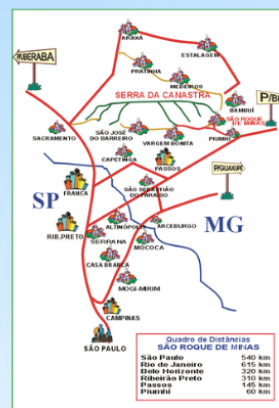 ARAXÁ
P/UBERABA
ESTALAGEM
PRATINHA
MEDEIROS
SERRA DA CANASTRA
BAMBUÍ
P/BH
SÃO ROQUE
DE MINAS
SACRAMENTO
SÃO JOSÉ
DO BARREIRO
VARGEM BONITA
PIUMHI
CAPETINGA
PASSOS
FRANCA
SÃO SEBASTIÃO
DO PARAISO
P/GUAXUPÉ
SP
MG
RIB.PRETO
ALTINÓPOLIS
ARCEBURGO
SERRANA
MOCOCA
CASA BRANCA
MOGI-MIRIM
CAMPINAS
SÃO PAULO
Quadro de Distâncias
SÃO ROQUE DE MINAS
São Paulo 540 km
Rio de Janeiro 615 km
Belo Horizonte 320 km
Ribeirão Preto 310 km
Passos 145 km
Piumhi 60 km